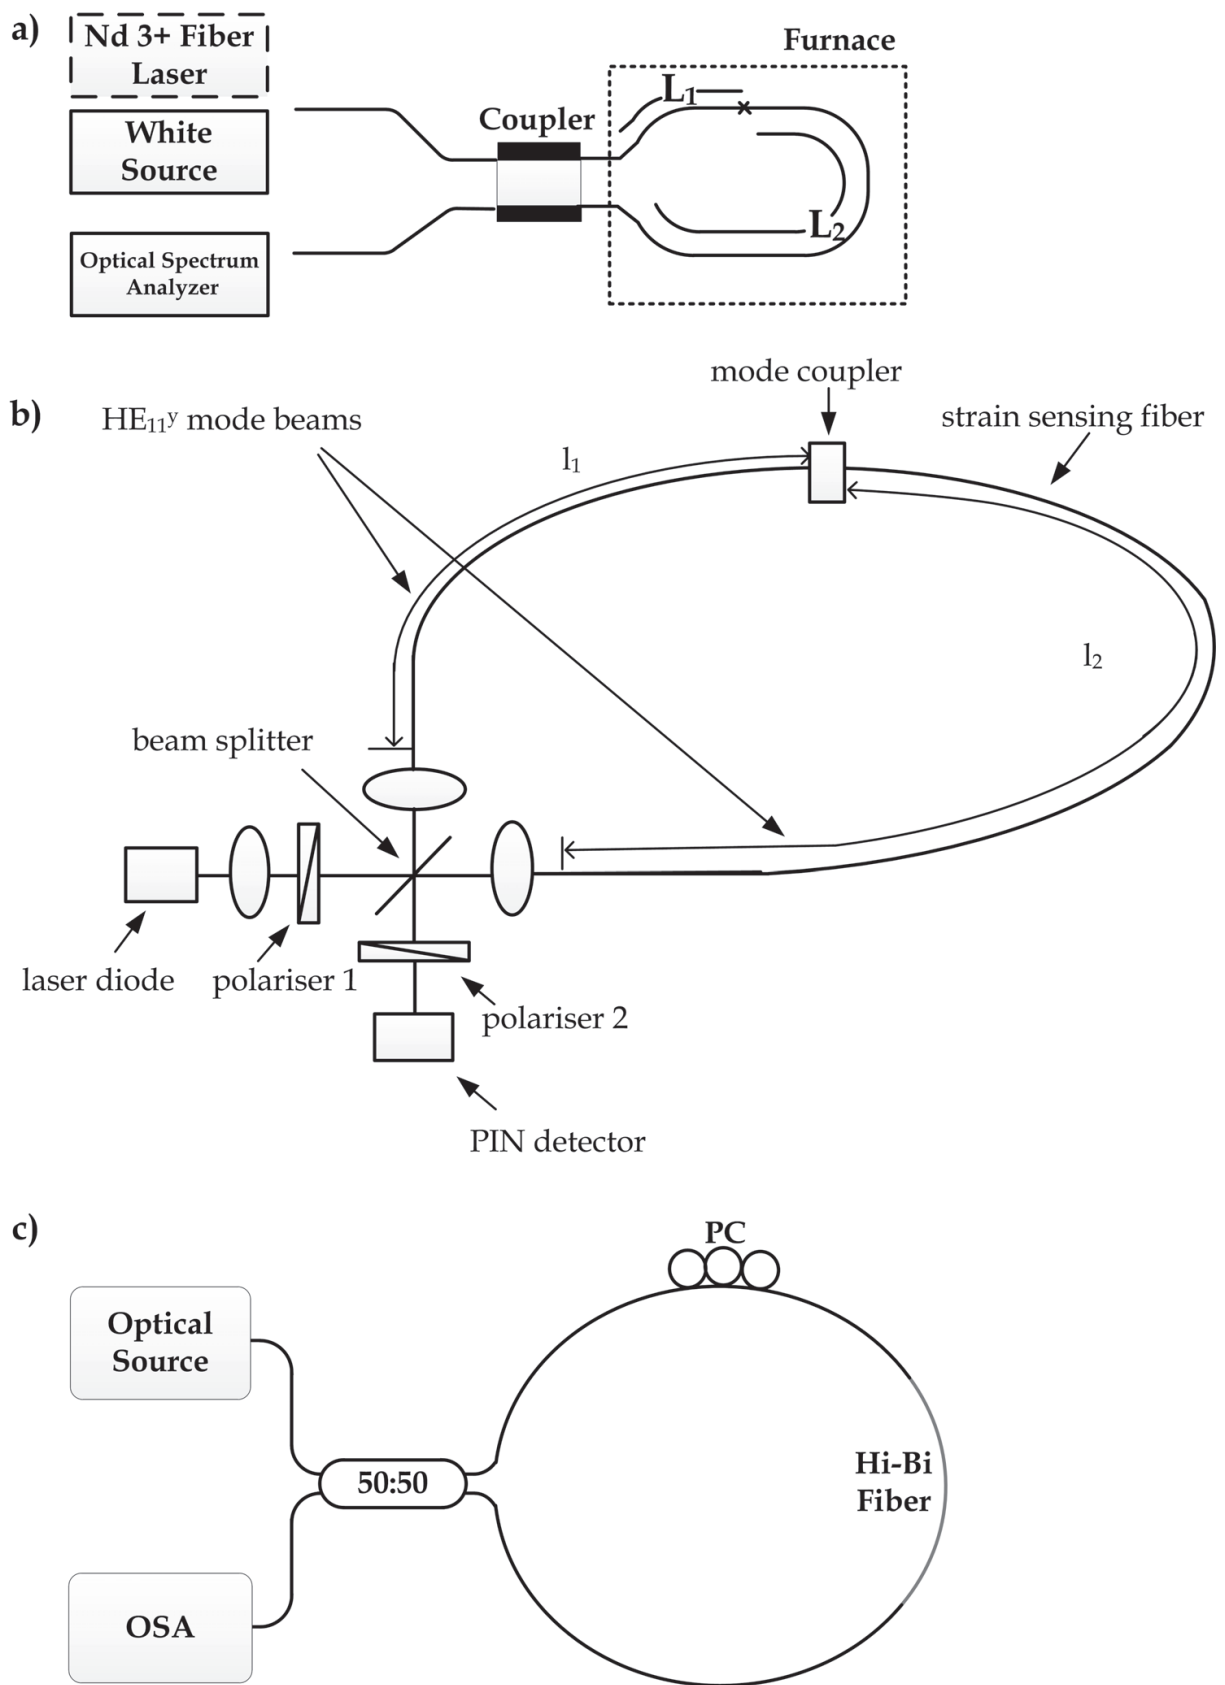 a)
Nd 3+ Fiber
Laser
White
Source
Optical Spectrum
Analyzer
Coupler
Furnace
L1
L2
b)
HE11y mode beams
mode coupler
strain sensing fiber
l1
l2
beam splitter
laser diode
polariser 1
polariser 2
PIN detector
c)
PC
Optical
Source
50:50
Hi-Bi
Fiber
OSA